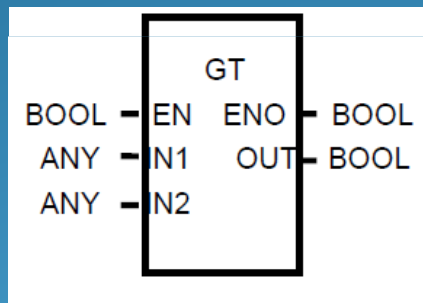 GT
BOOL EN ENO BOOL
ANY IN1 OUT BOOL
ANY IN2